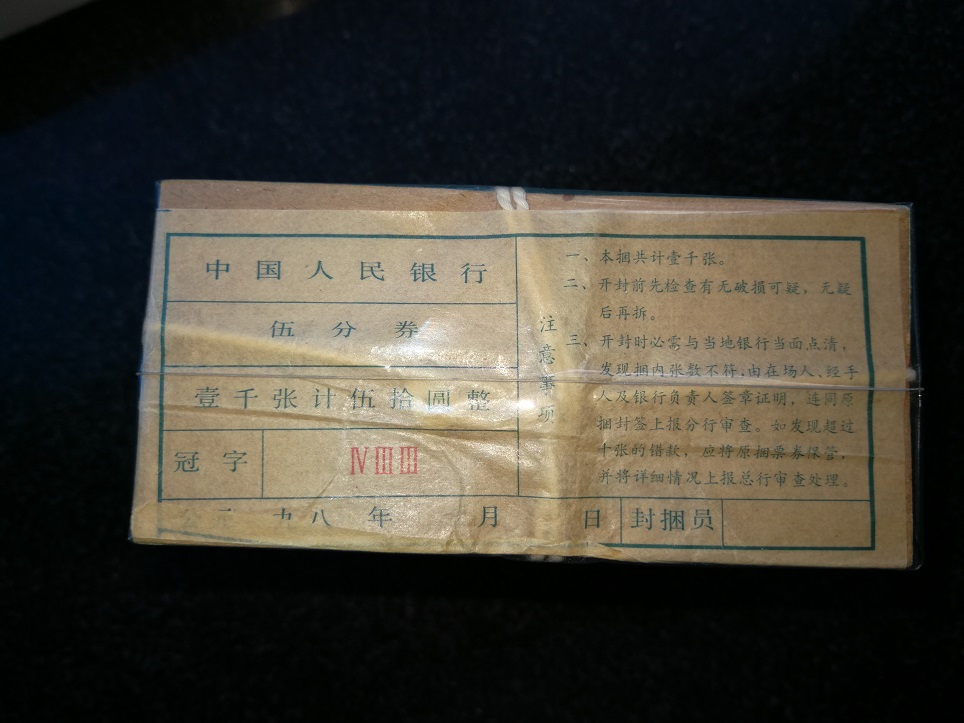 中国人民银行
伍分券
壹千张计伍拾圆整
冠字 ⅣⅢⅢ
九八 年 月 日 封捆员
注意事项
一、本捆共计壹千张。
二、开封前先检查有无破损可疑，无疑
后再拆。
三、开封时必需与当地银行当面点清，
发现捆内张数不符，由在场人、经手
人及银行负责人签章证明，连同原
捆封签上报分行审查。如发现超过
十张的错款，应将原捆票券保管，
并将详细情况上报总行审查处理。